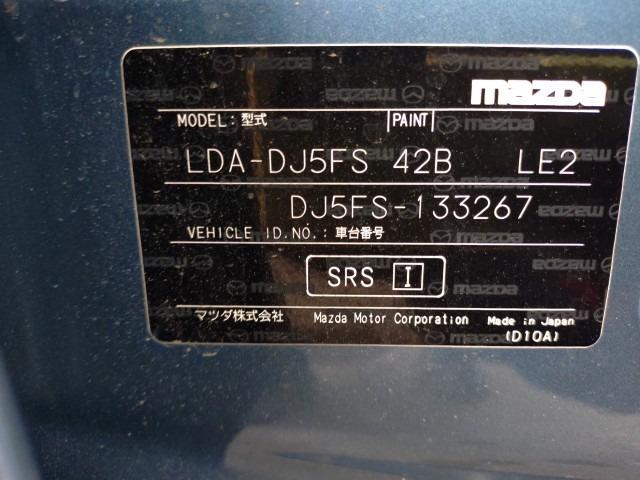 mazda
MODEL:型式 PAINT
LDA-DJ5FS 42B LE2
DJ5FS-133267
VEHICLE ID.NO.:車台番号
SRS I
マツダ株式会社 Mazda Motor Corporation Made in Japan
(D10A)